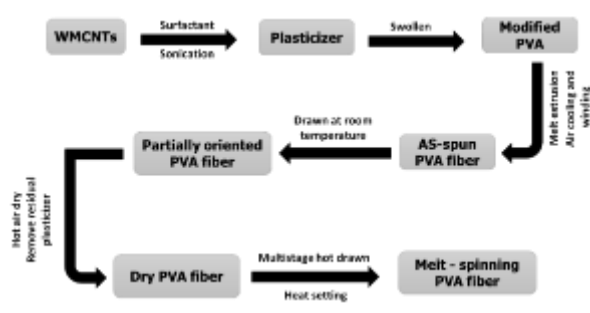 WMCNTs
Surfactant
Sonication
Plasticizer
Swollen
Modified
PVA
Melt extrusion
Air cooling and
winding
AS-spun
PVA fiber
Drawn at room
temperature
Partially oriented
PVA fiber
Hot air dry
Remove residual
plasticizer
Dry PVA fiber
Multistage hot drawn
Heat setting
Melt - spinning
PVA fiber